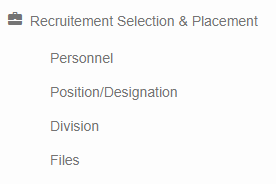 Recruitement Selection & Placement
Personnel
Position/Designation
Division
Files